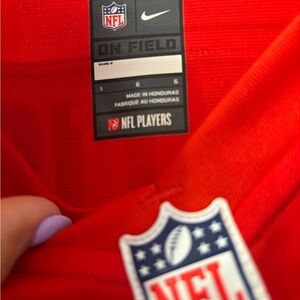 NFL
ON FIELD
L G G
MADE IN HONDURAS
FABRIQUÉ AU HONDURAS
NFL PLAYERS
NFL